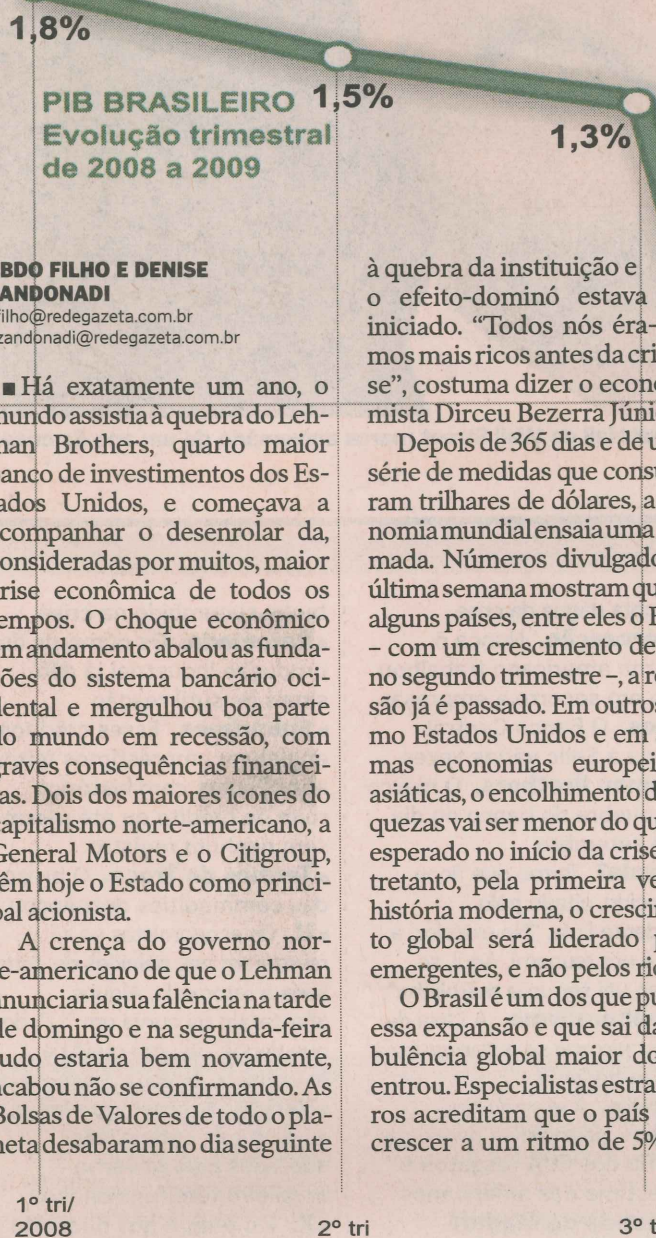 1,8%
PIB BRASILEIRO
Evolução trimestral
de 2008 a 2009
1,5%
1,3%
BDO FILHO E DENISE
ANDONADI
filho@redegazeta.com.br
zandonadi@redegazeta.com.br
■ Há exatamente um ano, o
mundo assistia à quebra do Leh-
man Brothers, quarto maior
banco de investimentos dos Es-
tados Unidos, e começava a
acompanhar o desenrolar da,
consideradas por muitos, maior
crise econômica de todos os
tempos. O choque econômico
em andamento abalou as funda-
ções do sistema bancário oci-
dental e mergulhou boa parte
do mundo em recessão, com
graves consequências financei-
ras. Dois dos maiores ícones do
capitalismo norte-americano, a
General Motors e o Citigroup,
têm hoje o Estado como princi-
pal acionista.
A crença do governo nor-
te-americano de que o Lehman
anunciaria sua falência na tarde
de domingo e na segunda-feira
tudo estaria bem novamente,
acabou não se confirmando. As
Bolsas de Valores de todo o pla-
neta desabaram no dia seguinte
à quebra da instituição e
o efeito-dominó estava
iniciado. “Todos nós éra-
mos mais ricos antes da cri
se”, costuma dizer o econo
mista Dirceu Bezerra Júni
Depois de 365 dias e de u
série de medidas que consu
ram trilhares de dólares, a
nomia mundial ensaia uma
mada. Números divulgado
última semana mostram qu
alguns países, entre eles o B
– com um crescimento de
no segundo trimestre –, a re
são já é passado. Em outros
mo Estados Unidos e em
mas economias europei
asiáticas, o encolhimento d
quezas vai ser menor do qu
esperado no início da crise
tretanto, pela primeira ve
história moderna, o crescim
to global será liderado p
emergentes, e não pelos ric
O Brasil é um dos que pu
essa expansão e que sai da
bulência global maior do
entrou. Especialistas estra
ros acreditam que o país
crescer a um ritmo de 5%
1º tri/
2008
2º tri
3º t